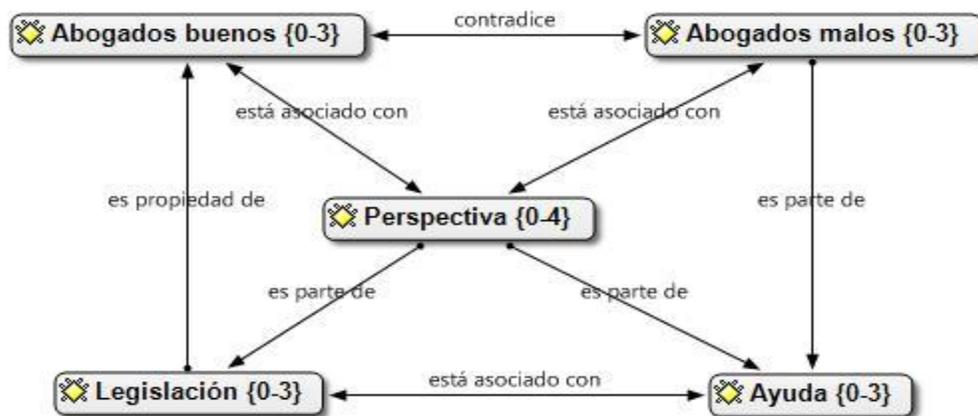 Abogados buenos {0-3}
contradice
Abogados malos {0-3}
está asociado con
está asociado con
es propiedad de
Perspectiva {0-4}
es parte de
es parte de
es parte de
Legislación {0-3}
está asociado con
Ayuda {0-3}